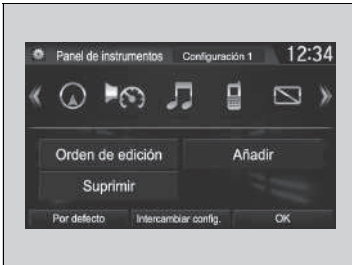 Panel de instrumentos Configuración 1 12:34
Orden de edición Añadir
Suprimir
Por defecto Intercambiar config. OK